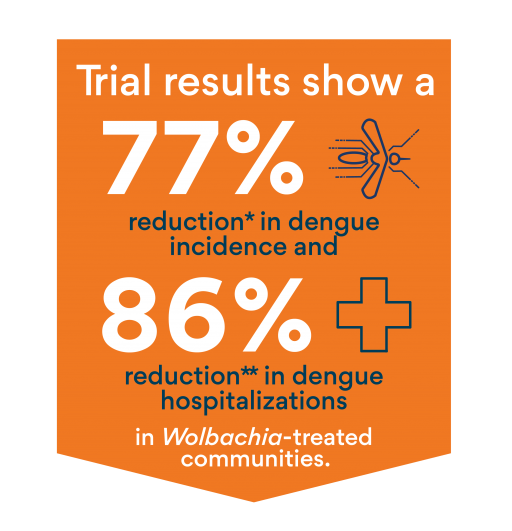 Trial results show a
77%
reduction* in dengue
incidence and
86%
reduction** in dengue
hospitalizations
in Wolbachia-treated
communities.